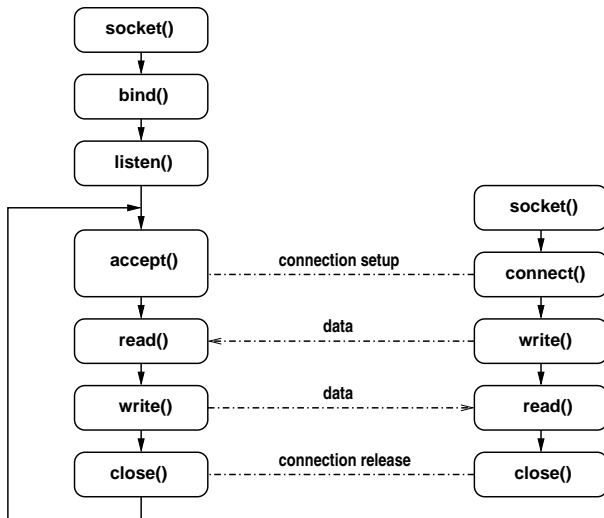 socket()
bind()
listen()
socket()
accept()
connection setup
connect()
read()
data
write()
write()
data
read()
close()
connection release
close()